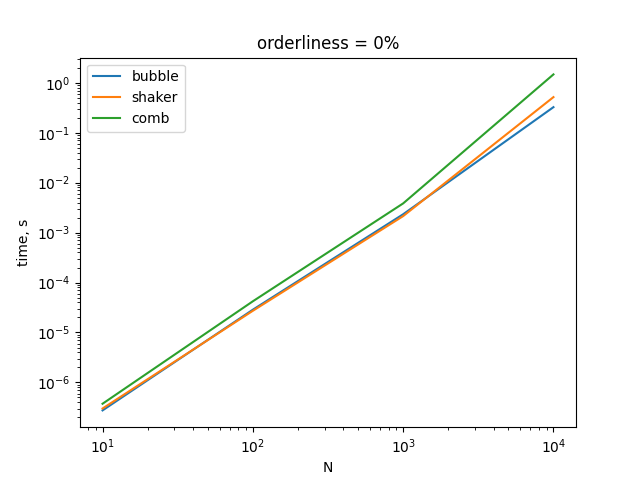 orderliness = 0%
bubble
shaker
comb
time, s
10⁰
10⁻¹
10⁻²
10⁻³
10⁻⁴
10⁻⁵
10⁻⁶
10¹ 10² 10³ 10⁴
N